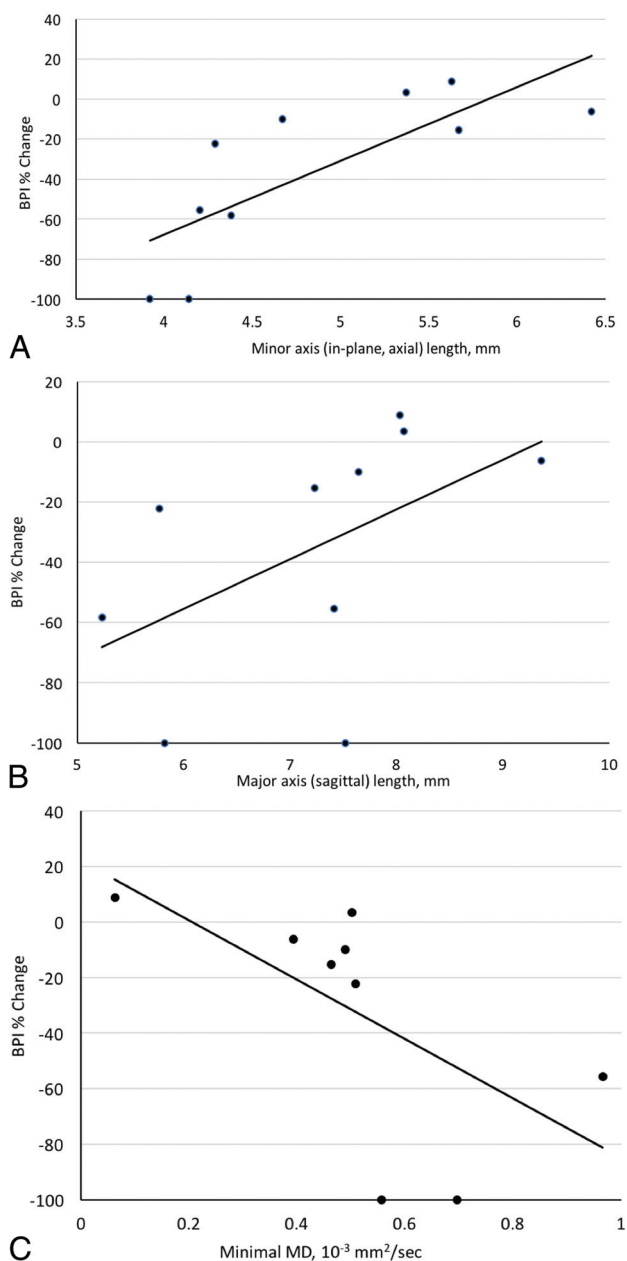 40
20
0
-20
-40
-60
-80
-100
BPI % Change
3.5 4 4.5 5 5.5 6 6.5
Minor axis (in-plane, axial) length, mm
A
20
0
-20
-40
-60
-80
-100
BPI % Change
5 6 7 8 9 10
Major axis (sagittal) length, mm
B
40
20
0
-20
-40
-60
-80
-100
BPI % Change
0 0.2 0.4 0.6 0.8 1
Minimal MD, 10⁻³ mm²/sec
C